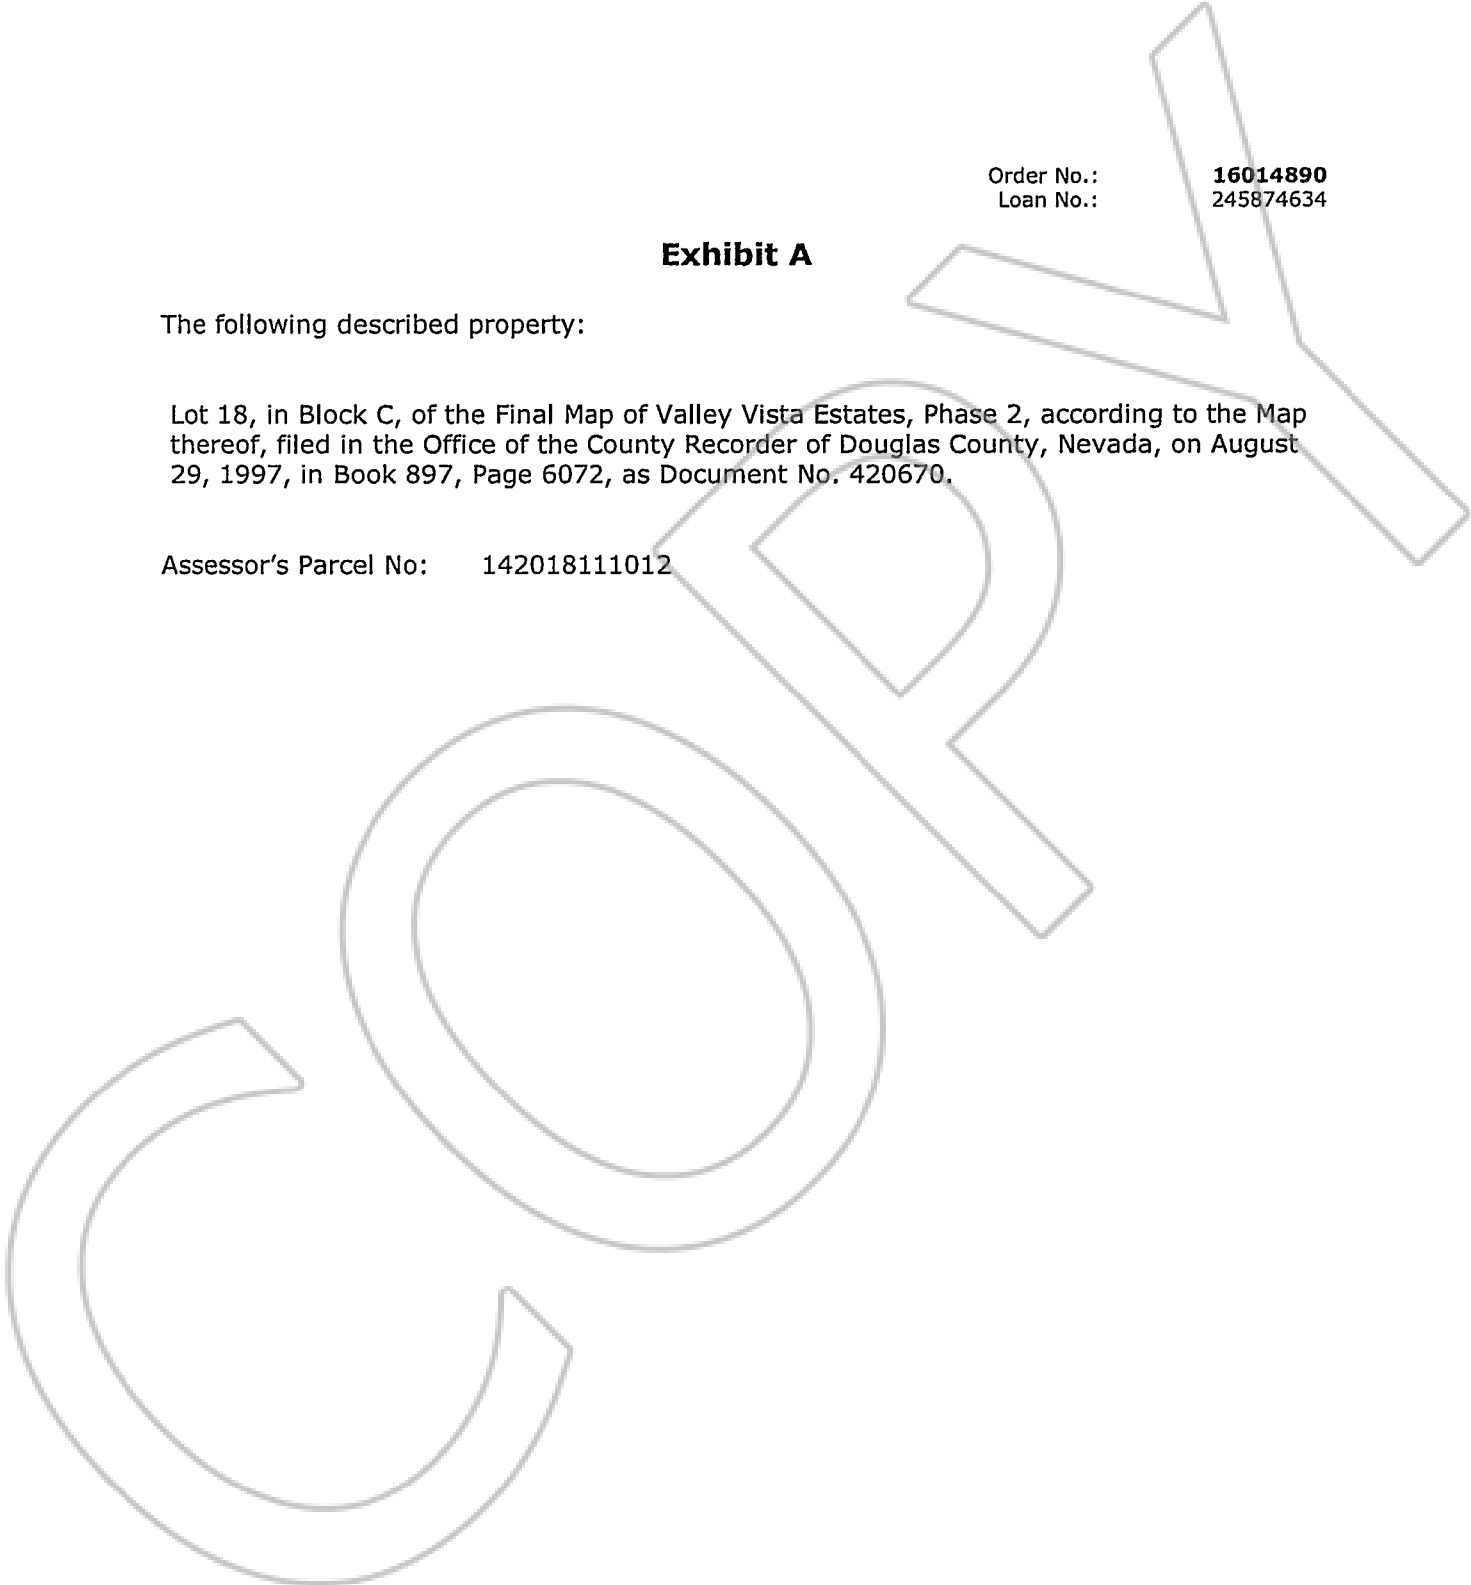 Order No.: 16014890
Loan No.: 245874634
Exhibit A
The following described property:
Lot 18, in Block C, of the Final Map of Valley Vista Estates, Phase 2, according to the Map
thereof, filed in the Office of the County Recorder of Douglas County, Nevada, on August
29, 1997, in Book 897, Page 6072, as Document No. 420670.
Assessor's Parcel No: 142018111012
COPY